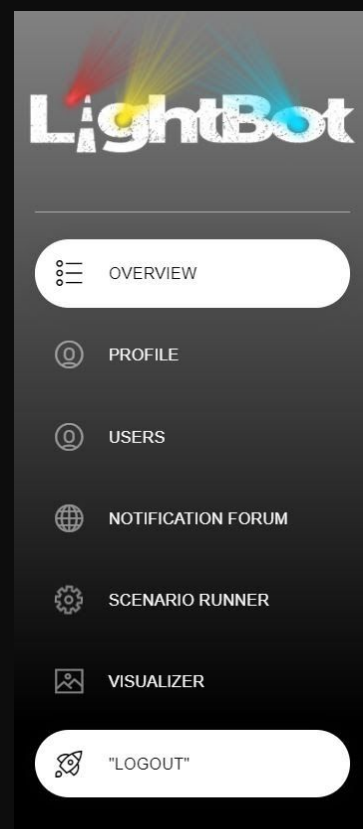 LightBot
OVERVIEW
PROFILE
USERS
NOTIFICATION FORUM
SCENARIO RUNNER
VISUALIZER
"LOGOUT"